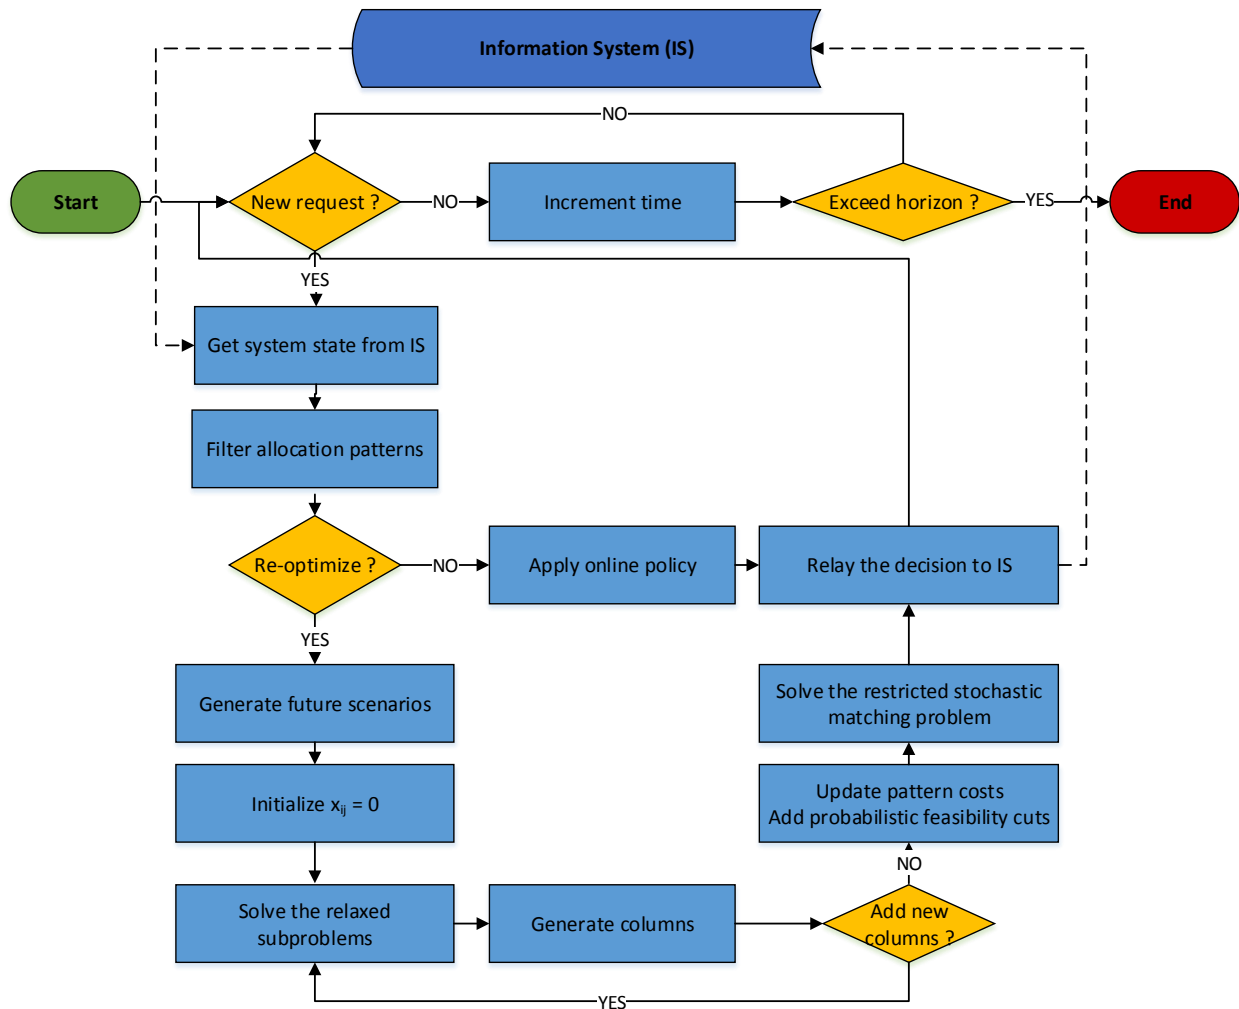 Information System (IS)
NO
Start
New request ?
NO
Increment time
Exceed horizon ?
YES
End
YES
Get system state from IS
Filter allocation patterns
Re-optimize ?
NO
Apply online policy
Relay the decision to IS
YES
Generate future scenarios
Solve the restricted stochastic
matching problem
Initialize xij = 0
Update pattern costs
Add probabilistic feasibility cuts
NO
Solve the relaxed
subproblems
Generate columns
Add new
columns ?
YES